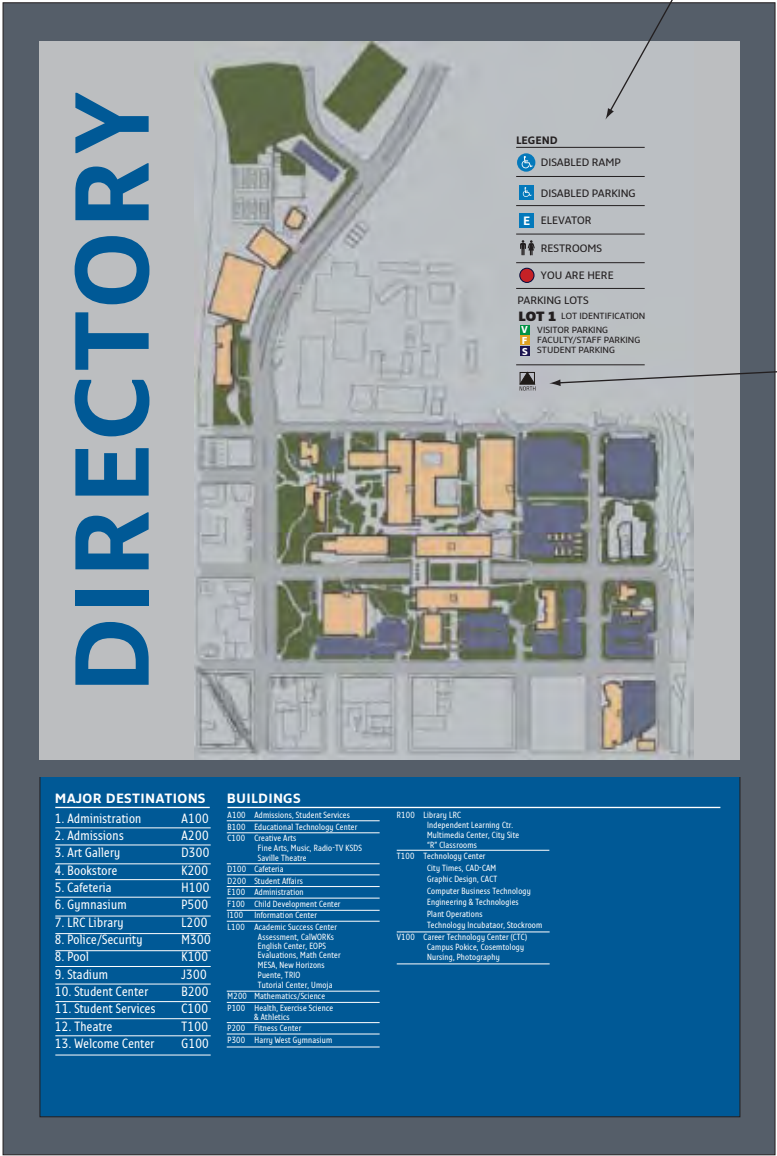 DIRECTORY
LEGEND
DISABLED RAMP
DISABLED PARKING
E ELEVATOR
RESTROOMS
YOU ARE HERE
PARKING LOTS
LOT 1 LOT IDENTIFICATION
V VISITOR PARKING
F FACULTY/STAFF PARKING
S STUDENT PARKING
NORTH
MAJOR DESTINATIONS
1. Administration A100
2. Admissions A200
3. Art Gallery D300
4. Bookstore K200
5. Cafeteria H100
6. Gymnasium P500
7. LRC Library L200
8. Police/Security M300
8. Pool K100
9. Stadium J300
10. Student Center B200
11. Student Services C100
12. Theatre T100
13. Welcome Center G100
BUILDINGS
A100 Admissions, Student Services
B100 Educational Technology Center
C100 Creative Arts
Fine Arts, Music, Radio-TV KSDS
Saville Theatre
D100 Cafeteria
D200 Student Affairs
E100 Administration
F100 Child Development Center
I100 Information Center
L100 Academic Success Center
Assessment, CalWORKs
English Center, EOPS
Evaluations, Math Center
MESA, New Horizons
Puente, TRIO
Tutorial Center, Umoja
M200 Mathematics/Science
P100 Health, Exercise Science
& Athletics
P200 Fitness Center
P300 Harry West Gymnasium
R100 Library LRC
Independent Learning Ctr.
Multimedia Center, City Site
"R" Classrooms
T100 Technology Center
City Times, CAD-CAM
Graphic Design, CACT
Computer Business Technology
Engineering & Technologies
Plant Operations
Technology Incubataor, Stockroom
V100 Career Technology Center (CTC)
Campus Pokice, Cosemtology
Nursing, Photography